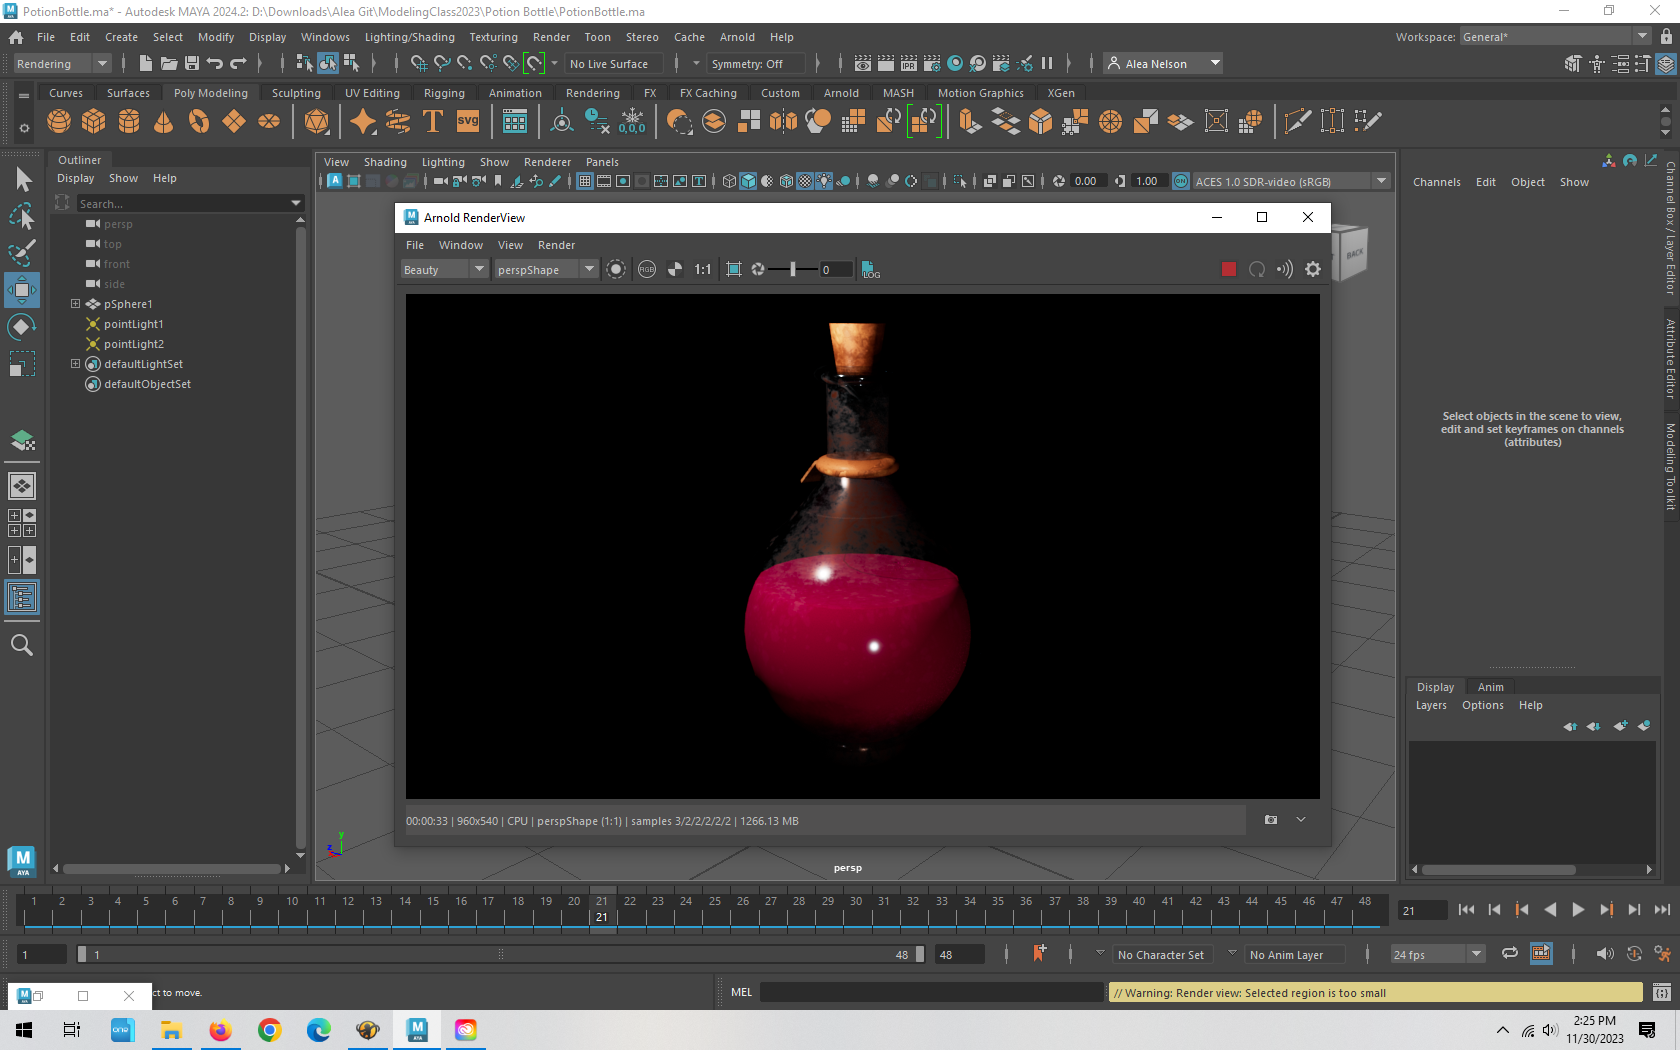 PotionBottle.ma* - Autodesk MAYA 2024.2: D:\Downloads\Alea Git\ModelingClass2023\Potion Bottle\PotionBottle.ma
File Edit Create Select Modify Display Windows Lighting/Shading Texturing Render Toon Stereo Cache Arnold Help
Workspace: General*
Rendering No Live Surface Symmetry: Off Alea Nelson
Curves Surfaces Poly Modeling Sculpting UV Editing Rigging Animation Rendering FX FX Caching Custom Arnold MASH Motion Graphics XGen
T svg 0,0,0
Outliner
Display Show Help
Search...
persp
top
front
side
pSphere1
pointLight1
pointLight2
defaultLightSet
defaultObjectSet
View Shading Lighting Show Renderer Panels
0.00 1.00 ON ACES 1.0 SDR-video (sRGB)
Arnold RenderView
File Window View Render
Beauty perspShape RGB 1:1 0 LOG
BACK
00:00:33 | 960x540 | CPU | perspShape (1:1) | samples 3/2/2/2/2/2 | 1266.13 MB
y
z
persp
Channels Edit Object Show
Select objects in the scene to view,
edit and set keyframes on channels
(attributes)
Channel Box / Layer Editor
Attribute Editor
Modeling Toolkit
Display Anim
Layers Options Help
M
AYA
1 2 3 4 5 6 7 8 9 10 11 12 13 14 15 16 17 18 19 20 21 22 23 24 25 26 27 28 29 30 31 32 33 34 35 36 37 38 39 40 41 42 43 44 45 46 47 48
21
21
1 1 48 48 No Character Set No Anim Layer 24 fps
ct to move.
MEL // Warning: Render view: Selected region is too small
one
M
AYA
2:25 PM
11/30/2023